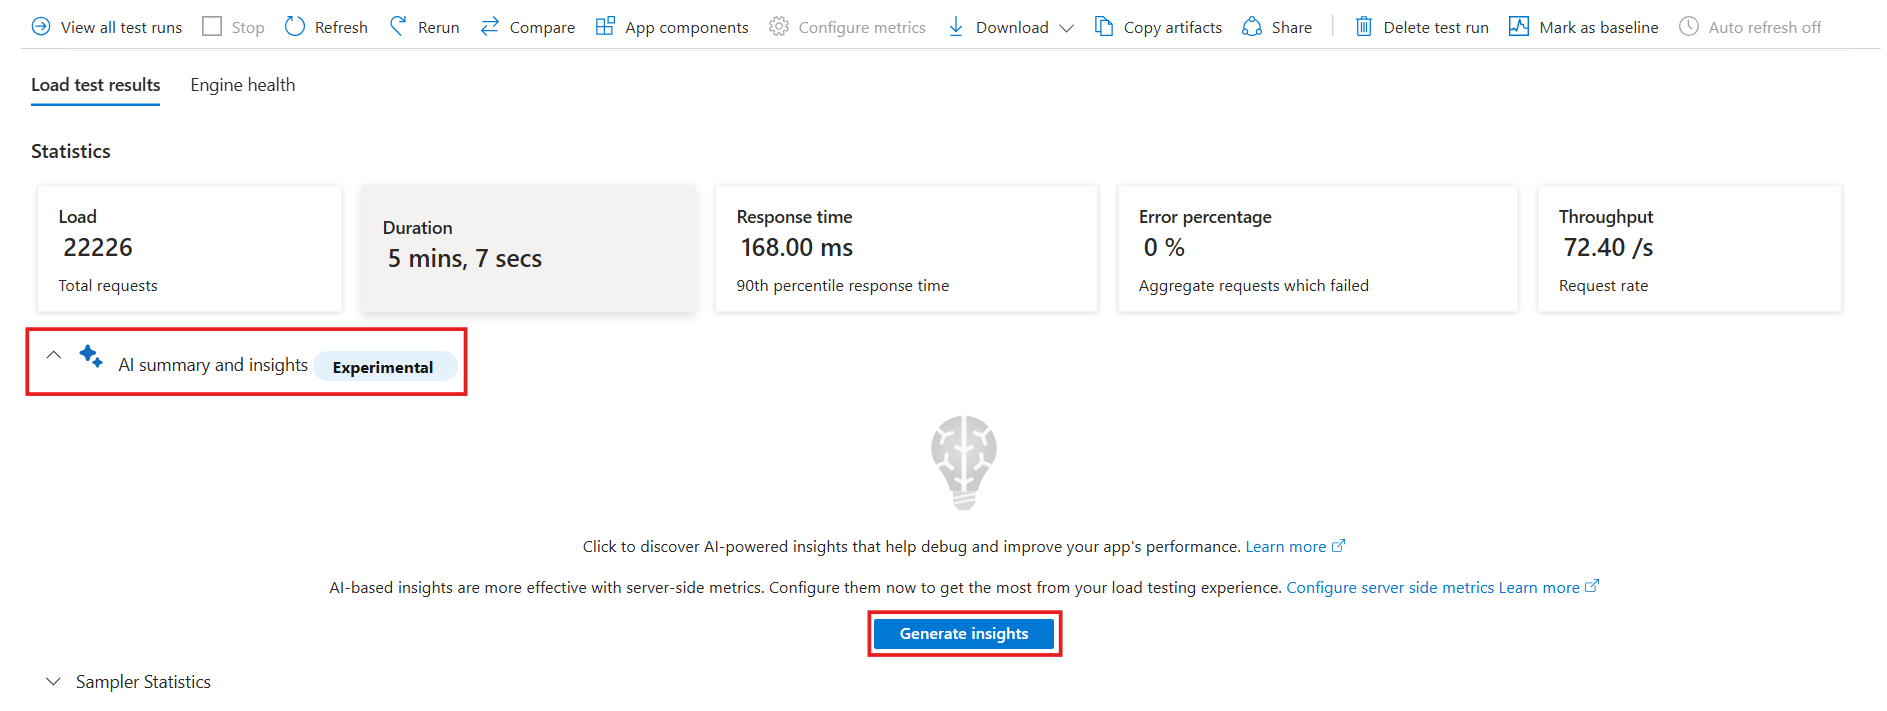 View all test runs Stop Refresh Rerun Compare App components Configure metrics Download Copy artifacts Share Delete test run Mark as baseline Auto refresh off
Load test results Engine health
Statistics
Load
22226
Total requests
Duration
5 mins, 7 secs
Response time
168.00 ms
90th percentile response time
Error percentage
0 %
Aggregate requests which failed
Throughput
72.40 /s
Request rate
AI summary and insights Experimental
Click to discover AI-powered insights that help debug and improve your app's performance. Learn more
AI-based insights are more effective with server-side metrics. Configure them now to get the most from your load testing experience. Configure server side metrics Learn more
Generate insights
Sampler Statistics